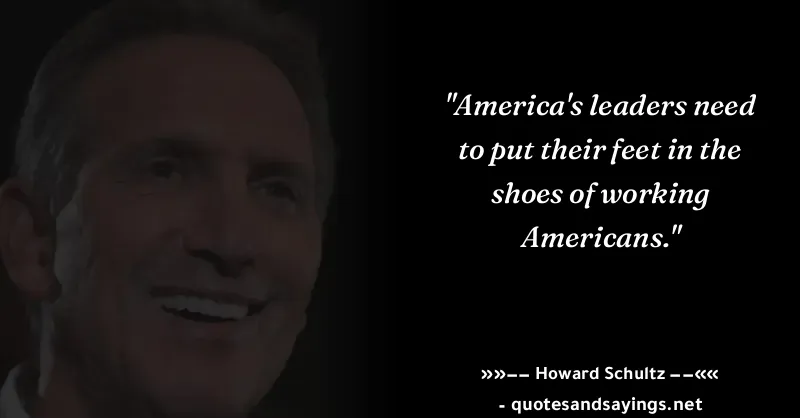 "America's leaders need
to put their feet in the
shoes of working
Americans."
»»–– Howard Schultz ––««
- quotesandsayings.net